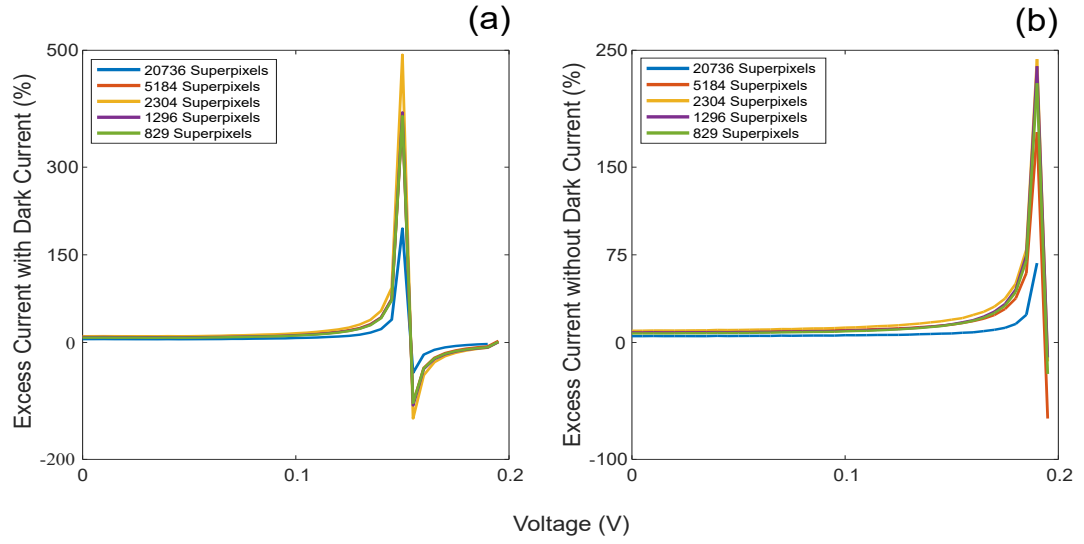 (a)
Excess Current with Dark Current (%)
500
300
150
0
-200
0
0.1
0.2
20736 Superpixels
5184 Superpixels
2304 Superpixels
1296 Superpixels
829 Superpixels
(b)
Excess Current without Dark Current (%)
250
150
75
0
-100
0
0.1
0.2
20736 Superpixels
5184 Superpixels
2304 Superpixels
1296 Superpixels
829 Superpixels
Voltage (V)